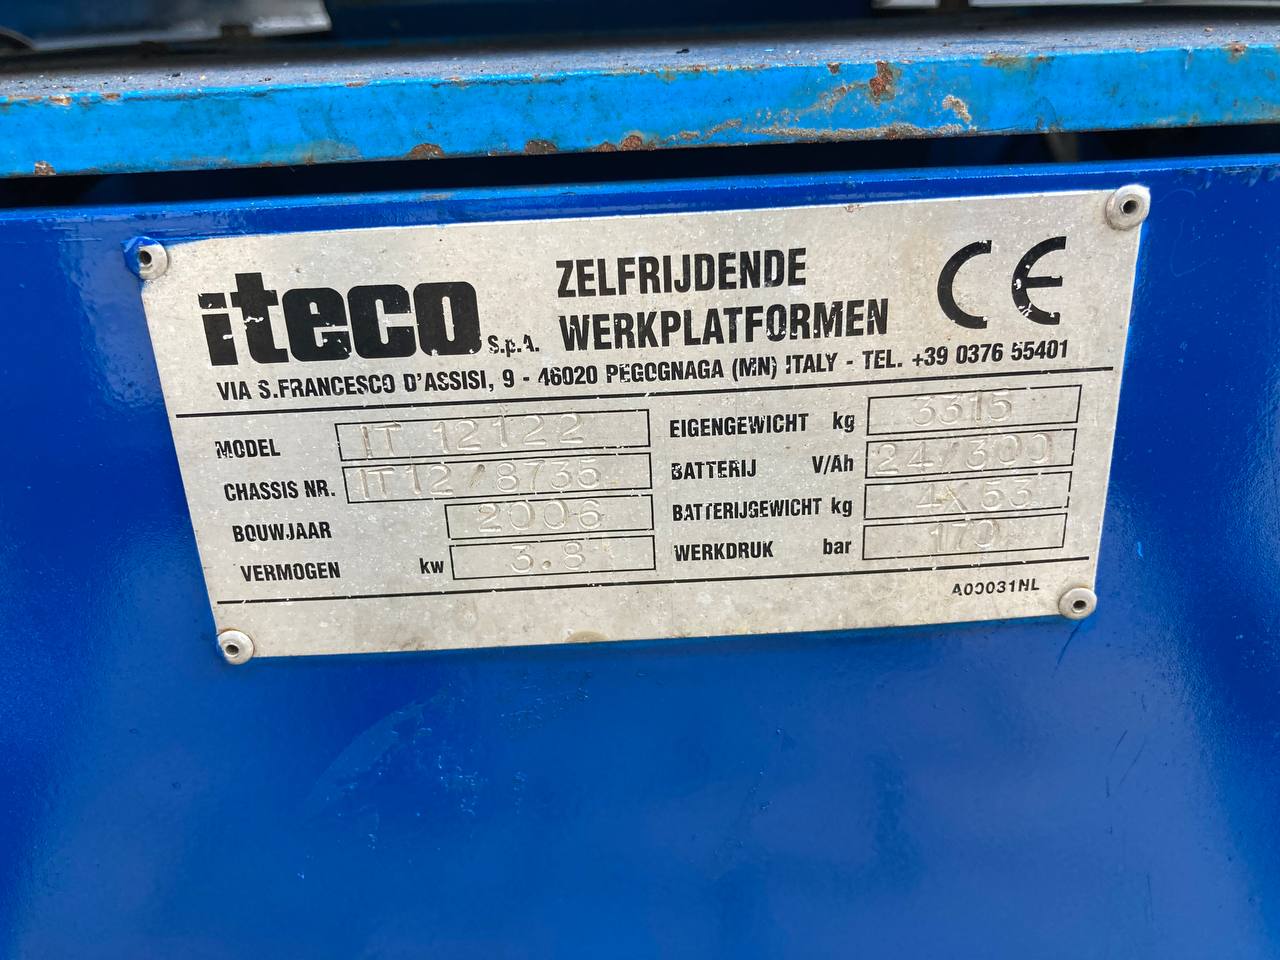 iteco S.p.A.
ZELFRIJDENDE
WERKPLATFORMEN
CE
VIA S.FRANCESCO D'ASSISI, 9 - 46020 PEGOGNAGA (MN) ITALY - TEL. +39 0376 55401
MODEL IT 12122
CHASSIS NR. IT12/8735
BOUWJAAR 2006
VERMOGEN kw 3.8
EIGENGEWICHT kg 3315
BATTERIJ V/Ah 24/300
BATTERIJGEWICHT kg 4X53
WERKDRUK bar 170
A00031NL